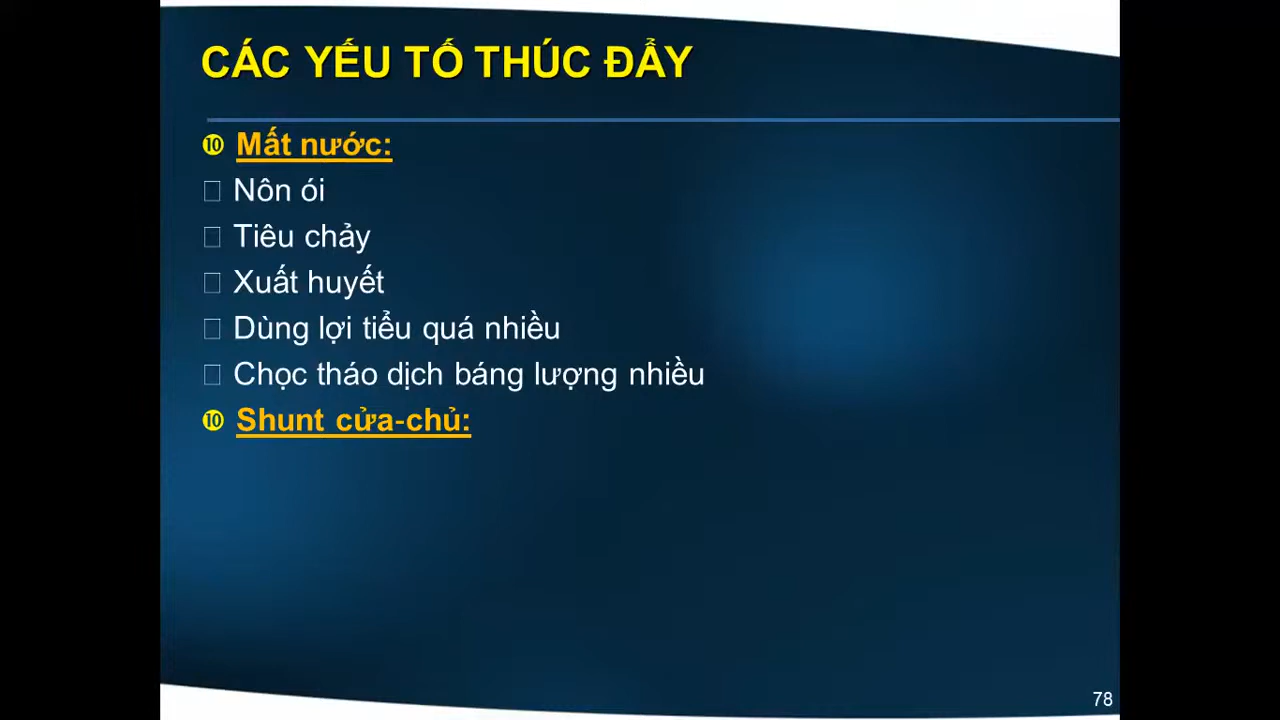 CÁC YẾU TỐ THÚC ĐẨY
❿ Mất nước:
□ Nôn ói
□ Tiêu chảy
□ Xuất huyết
□ Dùng lợi tiểu quá nhiều
□ Chọc tháo dịch báng lượng nhiều
❿ Shunt cửa-chủ:
78